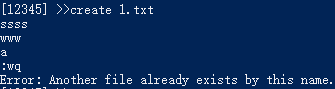 [12345] >>create 1.txt
ssss
www
a
:wq
Error: Another file already exists by this name.